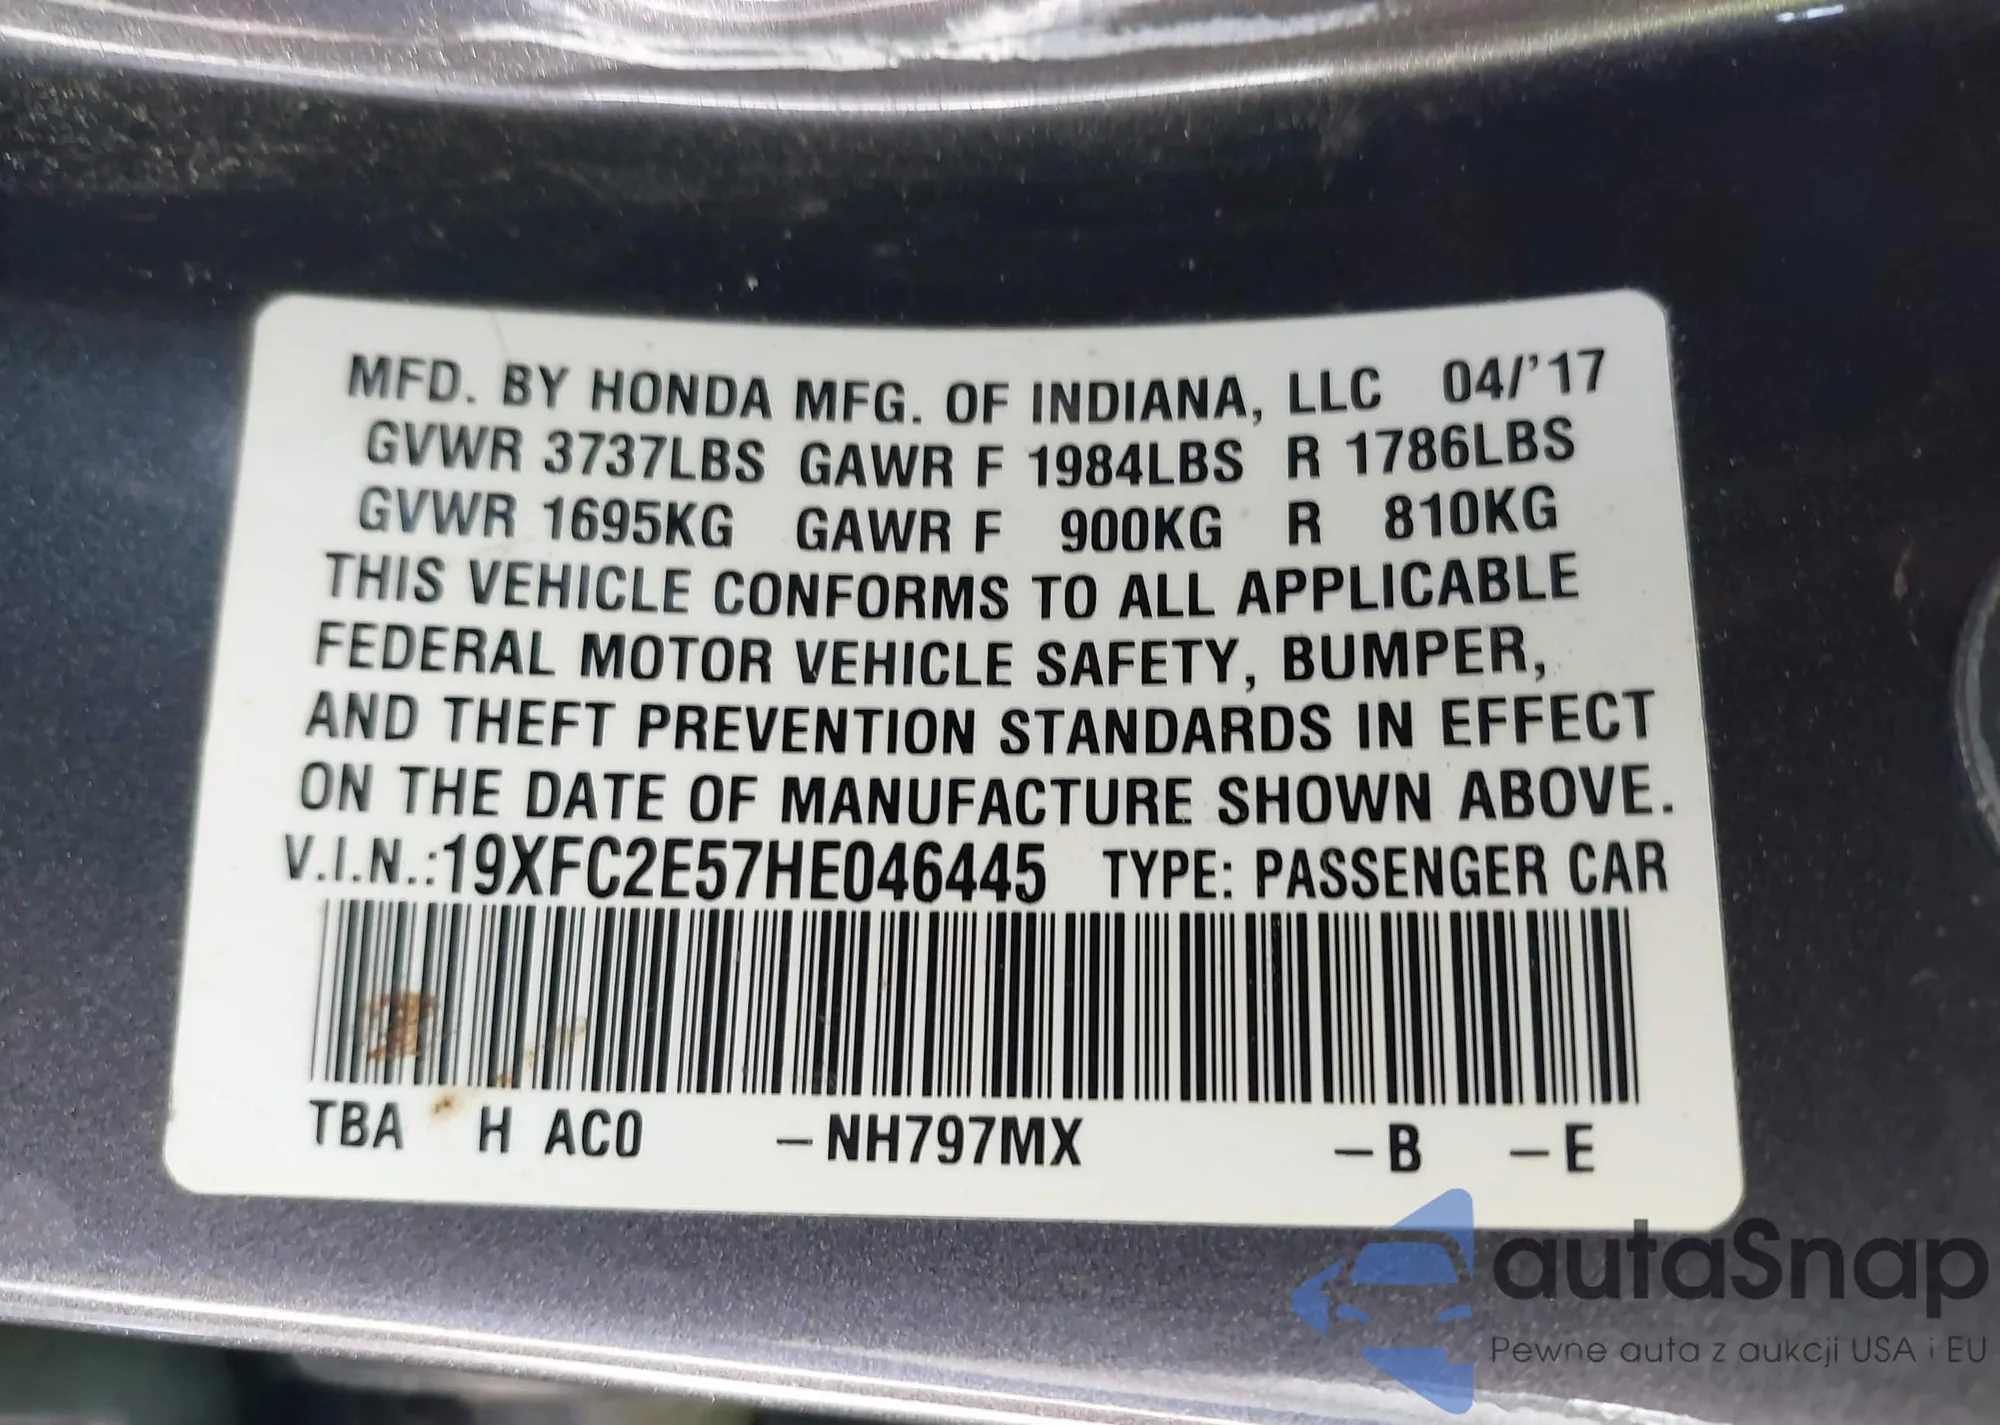 MFD. BY HONDA MFG. OF INDIANA, LLC 04/'17
GVWR 3737LBS GAWR F 1984LBS R 1786LBS
GVWR 1695KG GAWR F 900KG R 810KG
THIS VEHICLE CONFORMS TO ALL APPLICABLE
FEDERAL MOTOR VEHICLE SAFETY, BUMPER,
AND THEFT PREVENTION STANDARDS IN EFFECT
ON THE DATE OF MANUFACTURE SHOWN ABOVE.
V.I.N.:19XFC2E57HE046445 TYPE: PASSENGER CAR
TBA H AC0 –NH797MX –B –E
autaSnap
Pewne auta z aukcji USA i EU